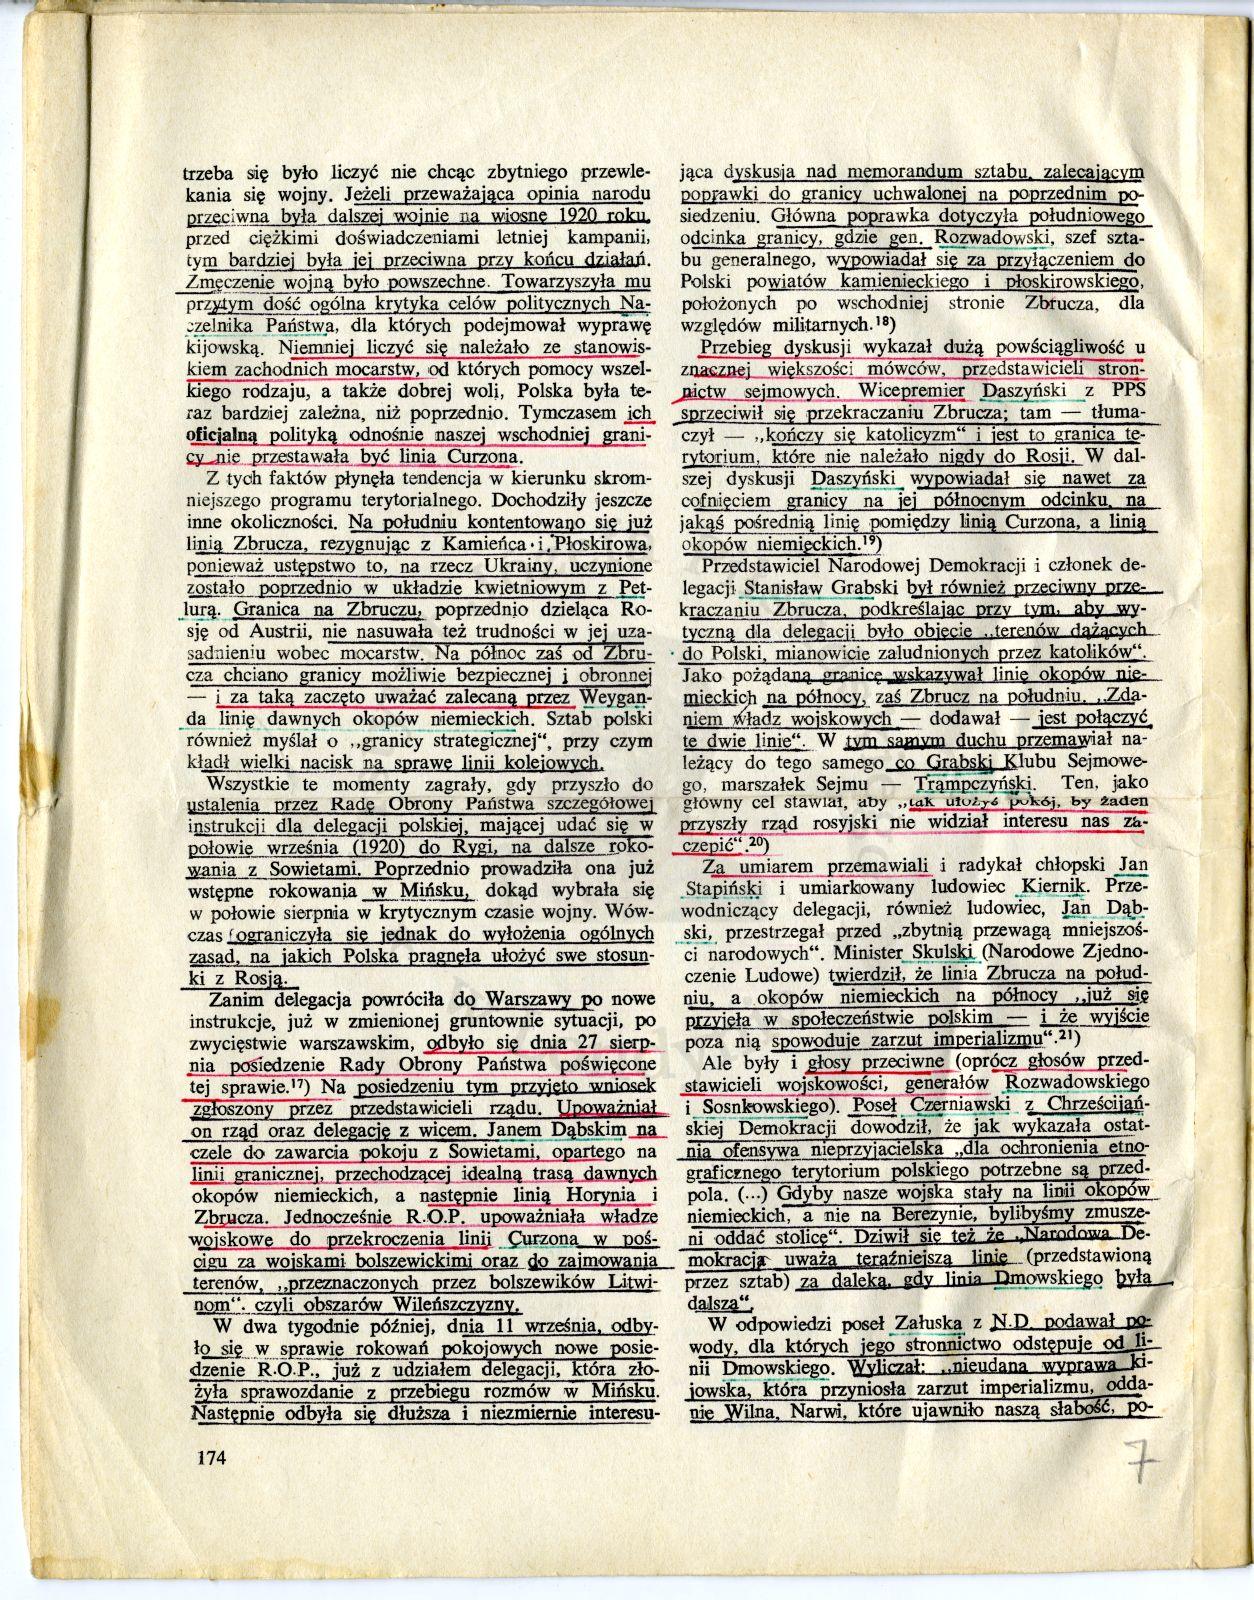 trzeba się było liczyć nie chcąc zbytniego przewle-
kania się wojny. Jeżeli przeważająca opinia narodu
przeciwna była dalszej wojnie na wiosnę 1920 roku,
przed ciężkimi doświadczeniami letniej kampanii,
tym bardziej była jej przeciwna przy końcu działań.
Zmęczenie wojną było powszechne. Towarzyszyła mu
przytym dość ogólna krytyka celów politycznych Na-
czelnika Państwa, dla których podejmował wyprawę
kijowską. Niemniej liczyć się należało ze stanowis-
kiem zachodnich mocarstw, od których pomocy wszel-
kiego rodzaju, a także dobrej woli, Polska była te-
raz bardziej zależna, niż poprzednio. Tymczasem ich
oficjalną polityką odnośnie naszej wschodniej grani-
cy nie przestawała być linia Curzona.
Z tych faktów płynęła tendencja w kierunku skrom-
niejszego programu terytorialnego. Dochodziły jeszcze
inne okoliczności. Na południu kontentowano się już
linią Zbrucza, rezygnując z Kamieńca i Płoskirowa,
ponieważ ustępstwo to, na rzecz Ukrainy, uczynione
zostało poprzednio w układzie kwietniowym z Pet-
lurą. Granica na Zbruczu, poprzednio dzieląca Ro-
sję od Austrii, nie nasuwała też trudności w jej uza-
sadnieniu wobec mocarstw. Na północ zaś od Zbru-
cza chciano granicy możliwie bezpiecznej i obronnej
— i za taką zaczęto uważać zalecaną przez Weygan-
da linię dawnych okopów niemieckich. Sztab polski
również myślał o „granicy strategicznej“, przy czym
kładł wielki nacisk na sprawę linii kolejowych.
Wszystkie te momenty zagrały, gdy przyszło do
ustalenia przez Radę Obrony Państwa szczegółowej
instrukcji dla delegacji polskiej, mającej udać się w
połowie września (1920) do Rygi, na dalsze roko-
wania z Sowietami. Poprzednio prowadziła ona już
wstępne rokowania w Mińsku, dokąd wybrała się
w połowie sierpnia w krytycznym czasie wojny. Wów-
czas ograniczyła się jednak do wyłożenia ogólnych
zasad, na jakich Polska pragnęła ułożyć swe stosun-
ki z Rosją.
Zanim delegacja powróciła do Warszawy po nowe
instrukcje, już w zmienionej gruntownie sytuacji, po
zwycięstwie warszawskim, odbyło się dnia 27 sierp-
nia posiedzenie Rady Obrony Państwa poświęcone
tej sprawie.¹⁷) Na posiedzeniu tym przyjęto wniosek
zgłoszony przez przedstawicieli rządu. Upoważniał
on rząd oraz delegację z wicem. Janem Dąbskim na
czele do zawarcia pokoju z Sowietami, opartego na
linii granicznej, przechodzącej idealną trasą dawnych
okopów niemieckich, a następnie linią Horynia i
Zbrucza. Jednocześnie R.O.P. upoważniała władze
wojskowe do przekroczenia linii Curzona w poś-
cigu za wojskami bolszewickimi oraz do zajmowania
terenów, „przeznaczonych przez bolszewików Litwi-
nom“, czyli obszarów Wileńszczyzny.
W dwa tygodnie później, dnia 11 września, odby-
ło się w sprawie rokowań pokojowych nowe posie-
dzenie R.O.P., już z udziałem delegacji, która zło-
żyła sprawozdanie z przebiegu rozmów w Mińsku.
Następnie odbyła się dłuższa i niezmiernie interesu-
174
jąca dyskusja nad memorandum sztabu, zalecającym
poprawki do granicy uchwalonej na poprzednim po-
siedzeniu. Główna poprawka dotyczyła południowego
odcinka granicy, gdzie gen. Rozwadowski, szef szta-
bu generalnego, wypowiadał się za przyłączeniem do
Polski powiatów kamienieckiego i płoskirowskiego,
położonych po wschodniej stronie Zbrucza, dla
względów militarnych.¹⁸)
Przebieg dyskusji wykazał dużą powściągliwość u
znacznej większości mówców, przedstawicieli stron-
nictw sejmowych. Wicepremier Daszyński z PPS
sprzeciwił się przekraczaniu Zbrucza; tam — tłuma-
czył — „kończy się katolicyzm“ i jest to granica te-
rytorium, które nie należało nigdy do Rosji. W dal-
szej dyskusji Daszyński wypowiadał się nawet za
cofnięciem granicy na jej północnym odcinku, na
jakąś pośrednią linię pomiędzy linią Curzona, a linią
okopów niemieckich.¹⁹)
Przedstawiciel Narodowej Demokracji i członek de-
legacji Stanisław Grabski był również przeciwny prze-
kraczaniu Zbrucza, podkreślając przy tym, aby wy-
tyczną dla delegacji było objęcie „terenów dążących
do Polski, mianowicie zaludnionych przez katolików“.
Jako pożądaną granicę wskazywał linię okopów nie-
mieckich na północy, zaś Zbrucz na południu. „Zda-
niem władz wojskowych — dodawał — jest połączyć
te dwie linie“. W tym samym duchu przemawiał na-
leżący do tego samego co Grabski Klubu Sejmowe-
go, marszałek Sejmu — Trąmpczyński. Ten, jako
główny cel stawiał, aby „tak ułożyć pokój, by żaden
przyszły rząd rosyjski nie widział interesu nas za-
czepić“.²⁰)
Za umiarem przemawiali i radykał chłopski Jan
Stapiński i umiarkowany ludowiec Kiernik. Prze-
wodniczący delegacji, również ludowiec, Jan Dąb-
ski, przestrzegał przed „zbytnią przewagą mniejszoś-
ci narodowych“. Minister Skulski (Narodowe Zjedno-
czenie Ludowe) twierdził, że linia Zbrucza na połud-
niu, a okopów niemieckich na północy „już się
przyjęła w społeczeństwie polskim — i że wyjście
poza nią spowoduje zarzut imperializmu“.²¹)
Ale były i głosy przeciwne (oprócz głosów przed-
stawicieli wojskowości, generałów Rozwadowskiego
i Sosnkowskiego). Poseł Czerniawski z Chrześcijań-
skiej Demokracji dowodził, że jak wykazała ostat-
nia ofensywa nieprzyjacielska „dla ochronienia etno-
graficznego terytorium polskiego potrzebne są przed-
pola. (...) Gdyby nasze wojska stały na linii okopów
niemieckich, a nie na Berezynie, bylibyśmy zmusze-
ni oddać stolicę“. Dziwił się też że „Narodowa De-
mokracja uważa teraźniejszą linię (przedstawioną
przez sztab) za daleką, gdy linia Dmowskiego była
dalsza“.
W odpowiedzi poseł Załuska z N.D. podawał po-
wody, dla których jego stronnictwo odstępuje od li-
nii Dmowskiego. Wyliczał: „nieudana wyprawa ki-
jowska, która przyniosła zarzut imperializmu, odda-
nie Wilna, Narwi, które ujawniło naszą słabość, po-
7